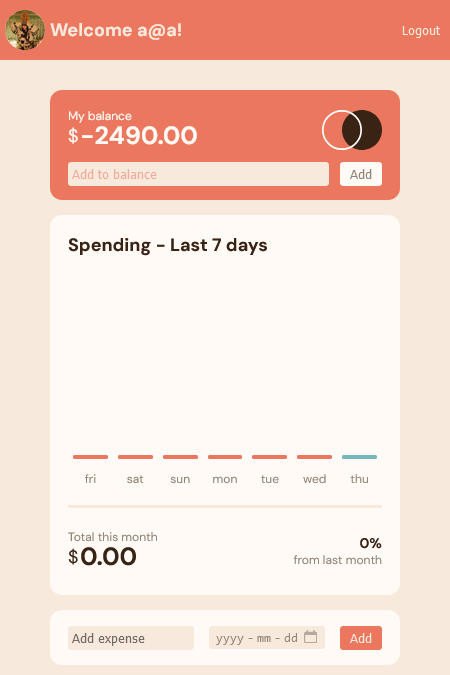 Welcome a@a!
Logout
My balance
$-2490.00
Add to balance
Add
Spending - Last 7 days
fri sat sun mon tue wed thu
Total this month
$0.00
0%
from last month
Add expense
yyyy - mm - dd
Add